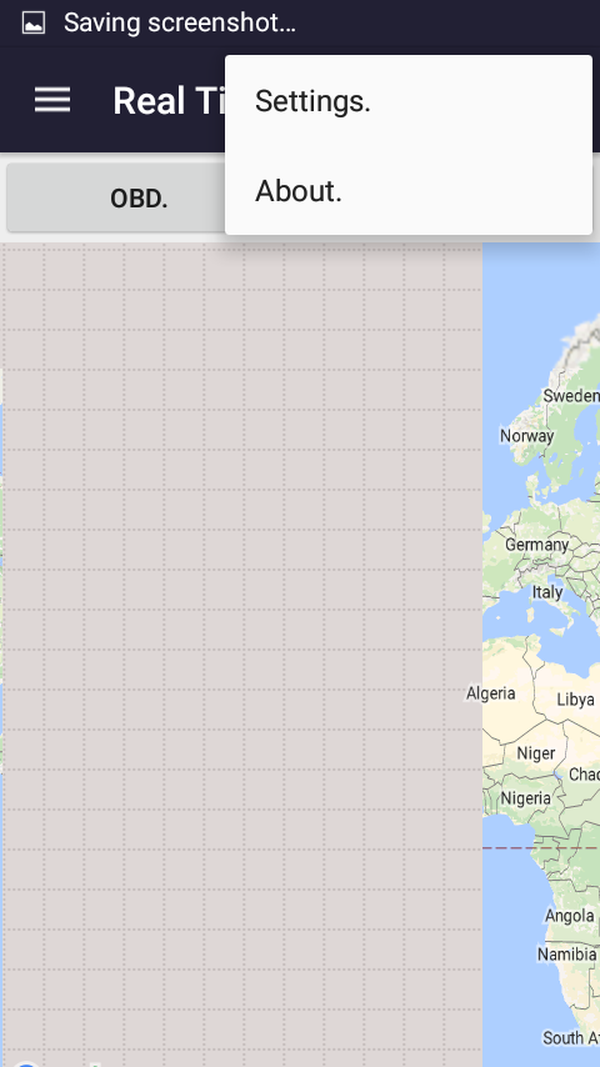 Saving screenshot...
Real Ti
Settings.
About.
OBD.
Sweden
Norway
Germany
Italy
Algeria
Libya
Niger
Chad
Nigeria
Angola
Namibia
South Af